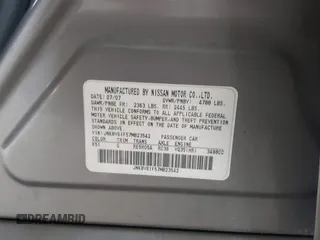 MANUFACTURED BY NISSAN MOTOR CO.,LTD.
DATE: 07/07 GVWR/PNBV: 4700 LBS.
GAWR/PNBE FR: 2363 LBS. RR: 2445 LBS.
THIS VEHICLE CONFORMS TO ALL APPLICABLE FEDERAL
MOTOR VEHICLE SAFETY, BUMPER, AND THEFT PREVENTION
STANDARDS IN EFFECT ON THE DATE OF MANUFACTURE
SHOWN ABOVE.
PASSENGER CAR
COLOR TRIM TRANS AXLE ENGINE
G
DREAMBID